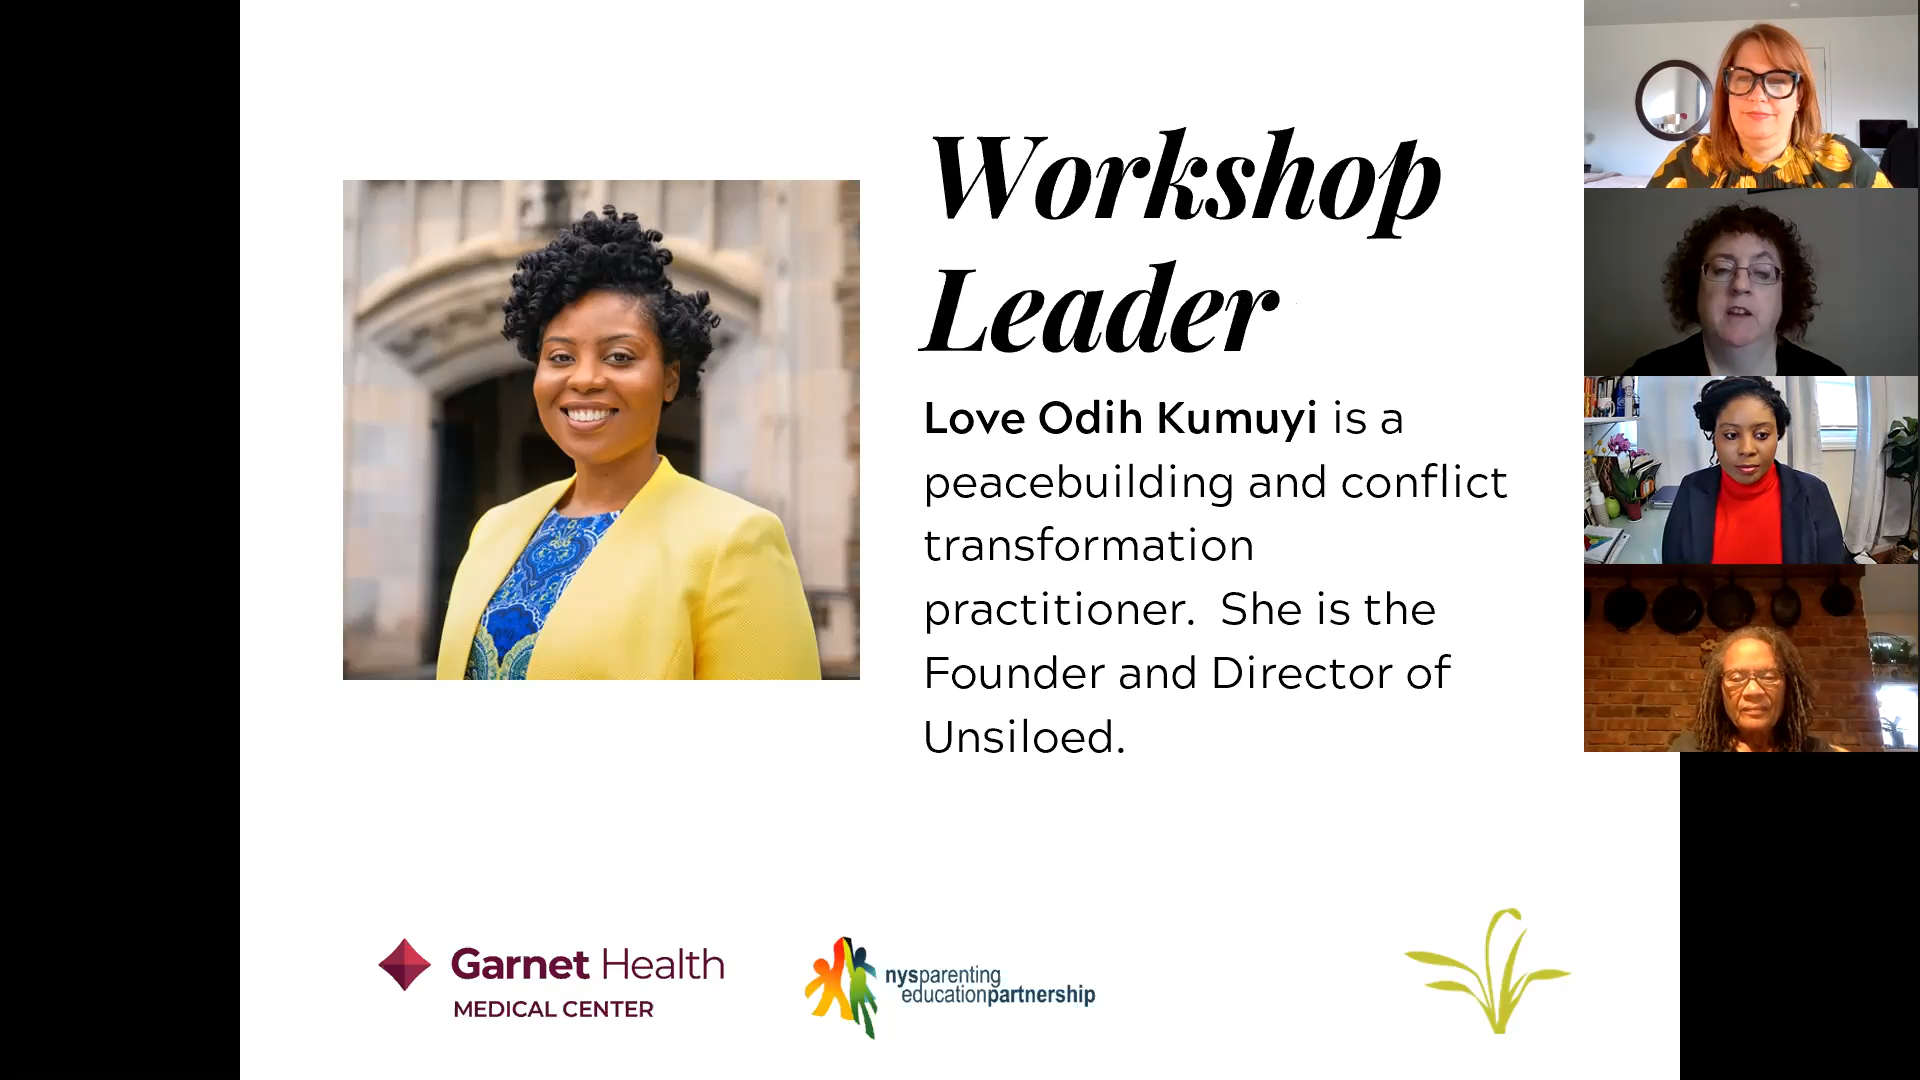 Workshop
Leader
Love Odih Kumuyi is a
peacebuilding and conflict
transformation
practitioner.  She is the
Founder and Director of
Unsiloed.
Garnet Health
MEDICAL CENTER
nysparenting
educationpartnership